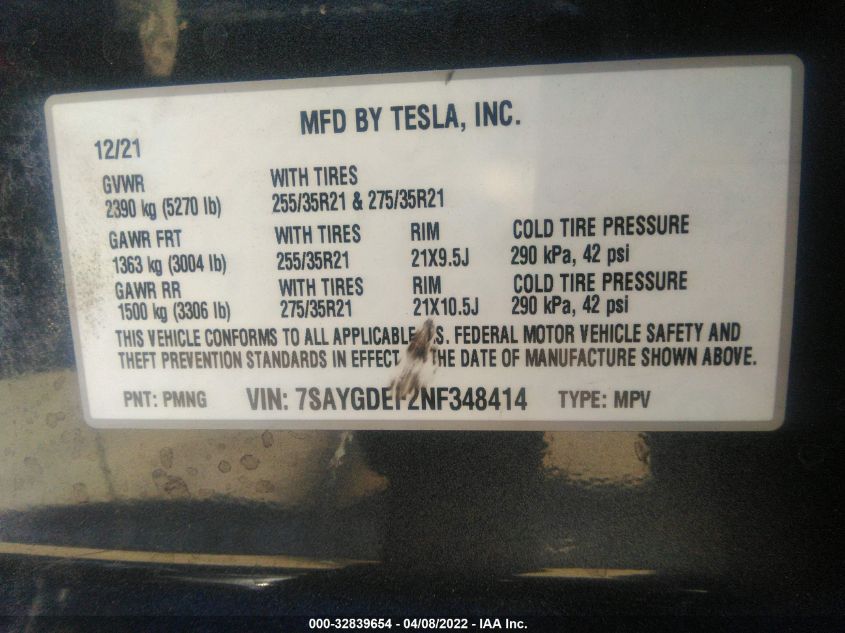 MFD BY TESLA, INC.
12/21
GVWR WITH TIRES
2390 kg (5270 lb) 255/35R21 & 275/35R21
GAWR FRT WITH TIRES RIM COLD TIRE PRESSURE
1363 kg (3004 lb) 255/35R21 21X9.5J 290 kPa, 42 psi
GAWR RR WITH TIRES RIM COLD TIRE PRESSURE
1500 kg (3306 lb) 275/35R21 21X10.5J 290 kPa, 42 psi
THIS VEHICLE CONFORMS TO ALL APPLICABLE FEDERAL MOTOR VEHICLE SAFETY AND
THEFT PREVENTION STANDARDS IN EFFECT THE DATE OF MANUFACTURE SHOWN ABOVE.
PNT: PMNG VIN: TYPE: MPV
000-32839654 - 04/08/2022 - IAA Inc.